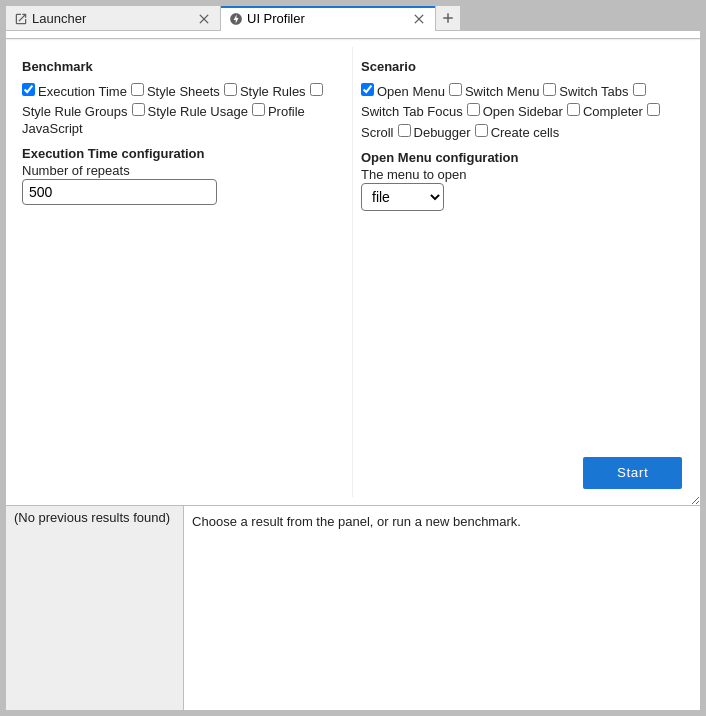 Launcher
UI Profiler
Benchmark
Execution Time Style Sheets Style Rules
Style Rule Groups Style Rule Usage Profile
JavaScript
Execution Time configuration
Number of repeats
500
Scenario
Open Menu Switch Menu Switch Tabs
Switch Tab Focus Open Sidebar Completer
Scroll Debugger Create cells
Open Menu configuration
The menu to open
file
Start
(No previous results found)
Choose a result from the panel, or run a new benchmark.